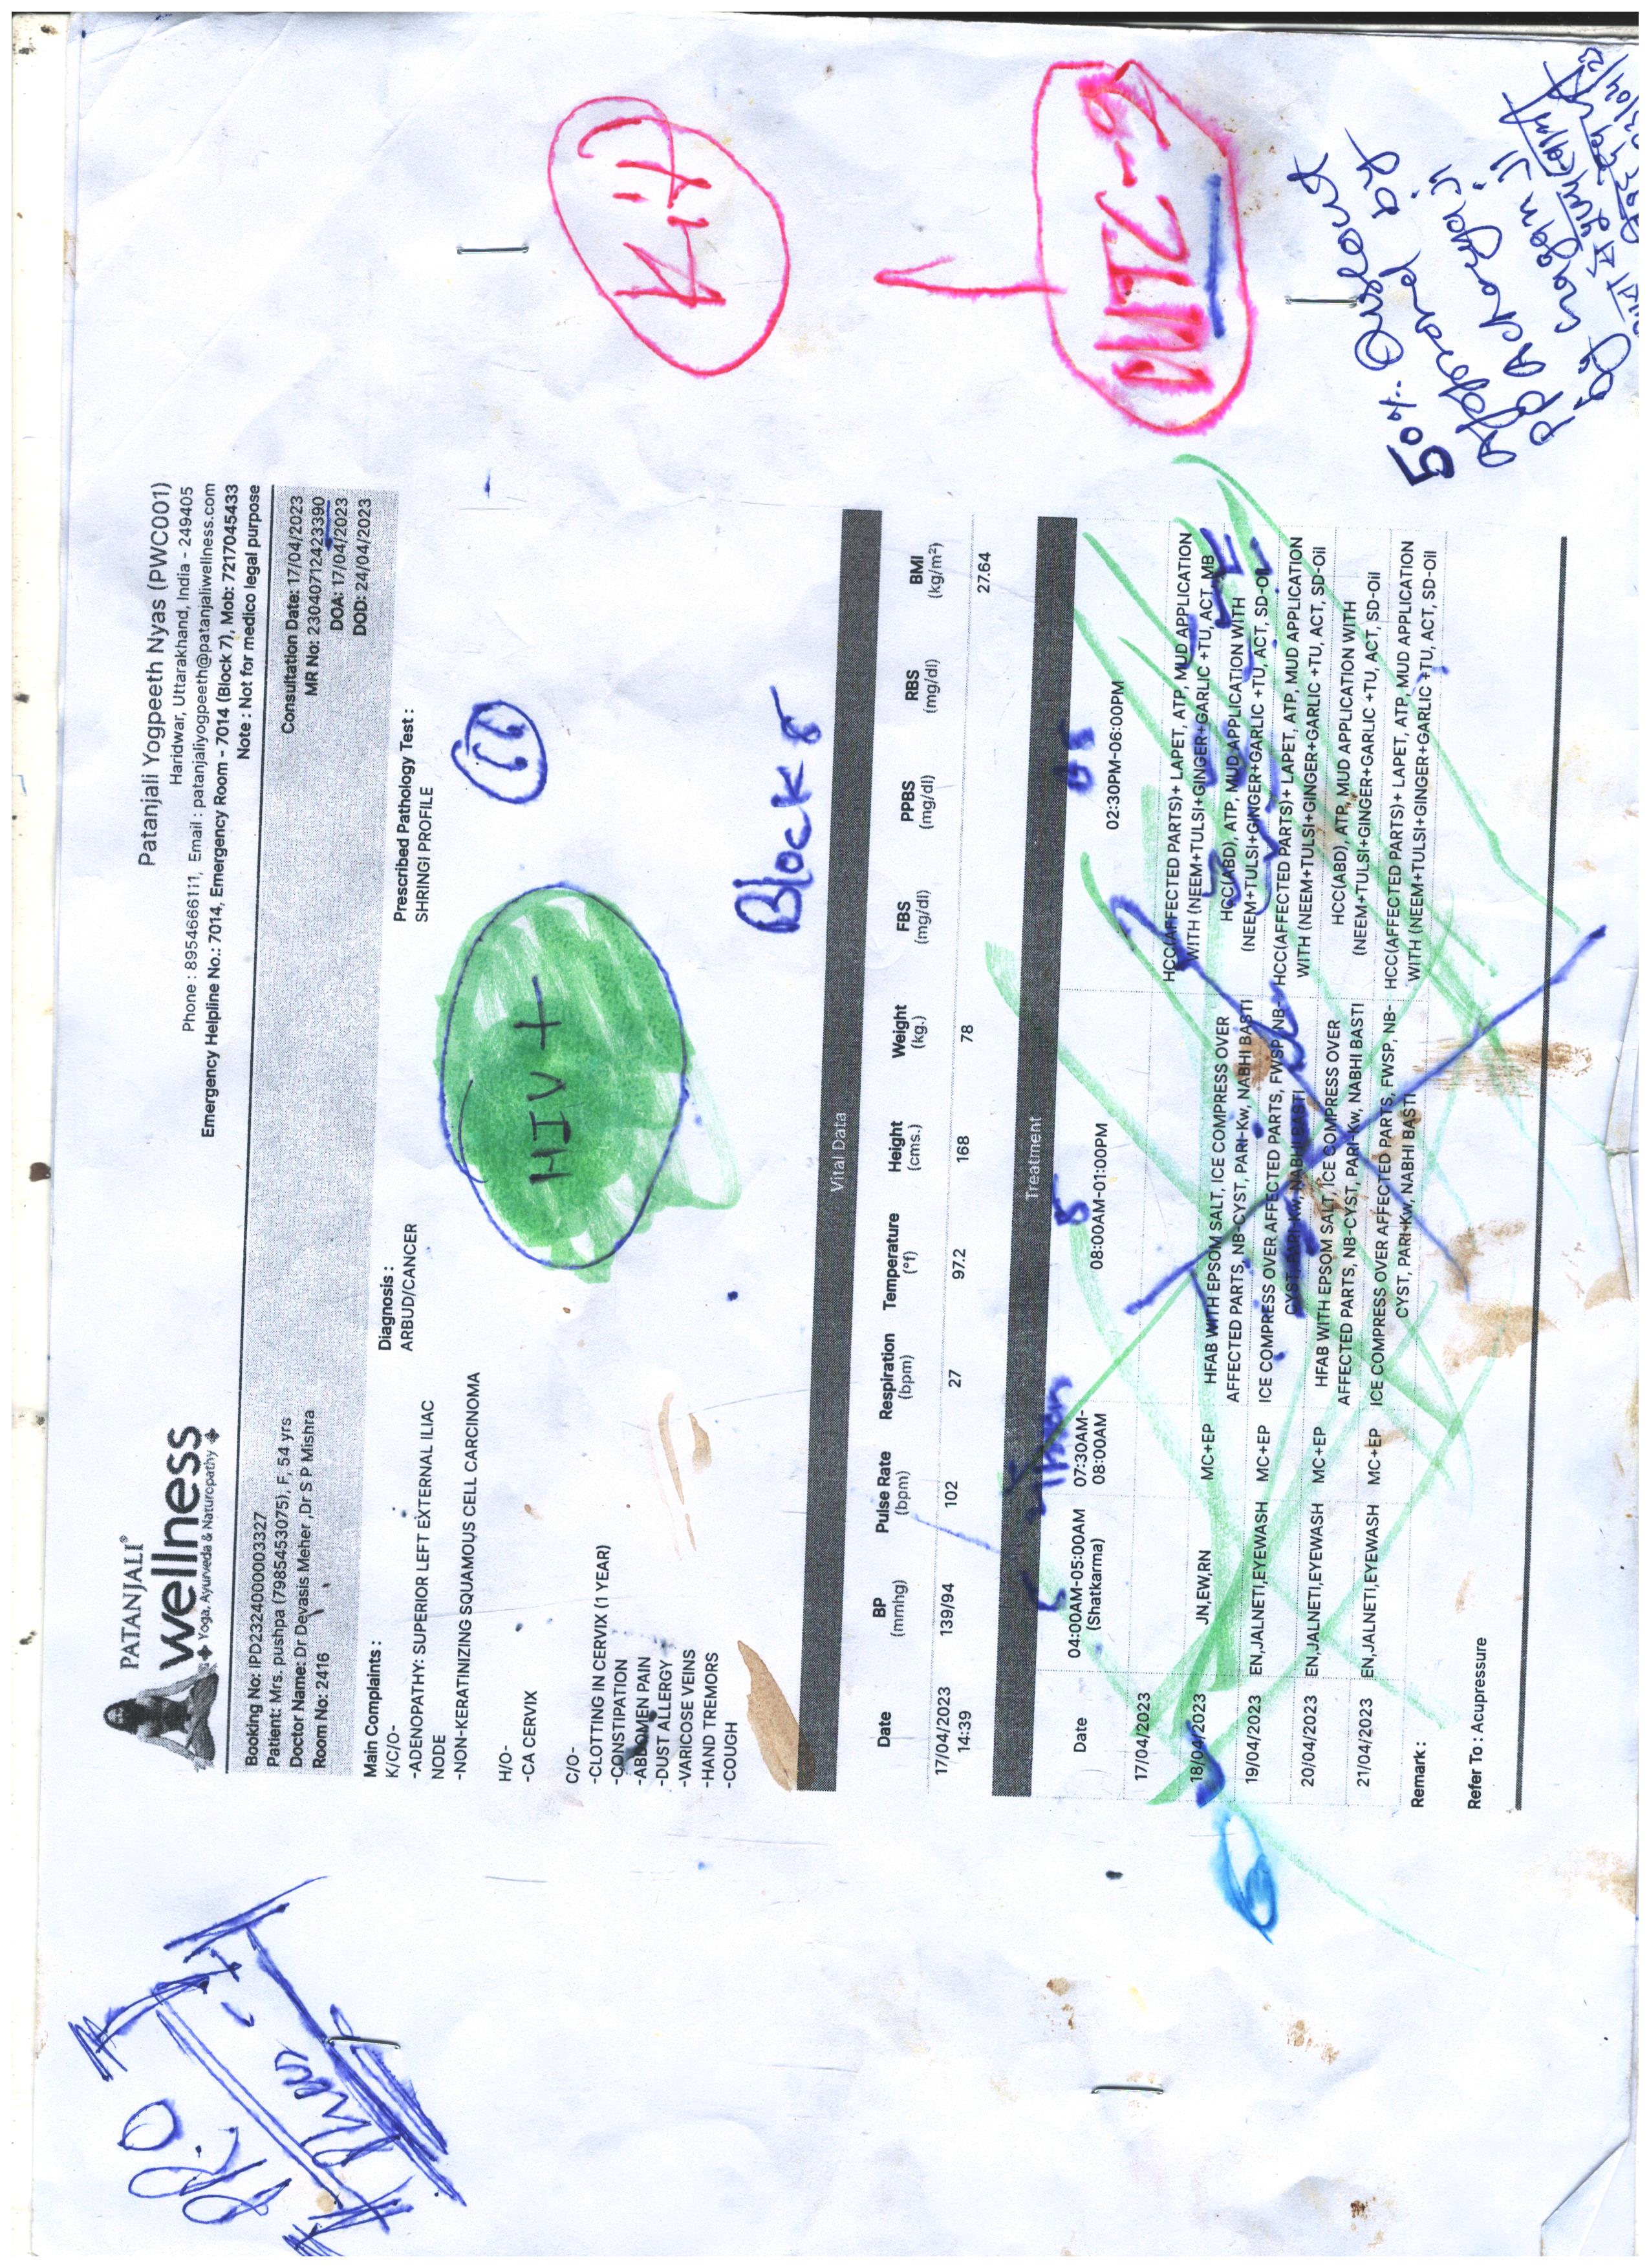 PATANJALI®
wellness
Yoga, Ayurveda & Naturopathy
Patanjali Yogpeeth Nyas (PWC001)
Haridwar, Uttarakhand, India - 249405
Phone : 8954666111, Email : patanjaliyogpeeth@patanjaliwellness.com
Emergency Helpline No.: 7014, Emergency Room - 7014 (Block 7), Mob: 7217045433
Note : Not for medico legal purpose
Booking No: IPD2324000003327
Patient: Mrs. pushpa (7985453075), F, 54 yrs
Doctor Name: Dr Devasis Meher ,Dr S P Mishra
Room No: 2416
Consultation Date: 17/04/2023
MR No: 2304071242​3390
DOA: 17/04/2023
DOD: 24/04/2023
Main Complaints :
K/C/O-
-ADENOPATHY: SUPERIOR LEFT EXTERNAL ILIAC
NODE
-NON-KERATINIZING SQUAMOUS CELL CARCINOMA
H/O-
-CA CERVIX
C/O-
-CLOTTING IN CERVIX (1 YEAR)
-CONSTIPATION
-ABDOMEN PAIN
-DUST ALLERGY
-VARICOSE VEINS
-HAND TREMORS
-COUGH
Diagnosis :
ARBUD/CANCER
Prescribed Pathology Test :
SHRINGI PROFILE
HIV +
Block 8
Vital Data
Date BP (mmhg) Pulse Rate (bpm) Respiration (bpm) Temperature (°f) Height (cms.) Weight (kg.) FBS (mg/dl) PPBS (mg/dl) RBS (mg/dl) BMI (kg/m²)
17/04/2023 14:39 139/94 102 27 97.2 168 78 27.64
Treatment
Date 04:00AM-05:00AM (Shatkarma) 07:30AM-08:00AM 08:00AM-01:00PM 02:30PM-06:00PM
17/04/2023
18/04/2023 JN,EW,RN MC+EP HFAB WITH EPSOM SALT, ICE COMPRESS OVER AFFECTED PARTS, NB-CYST, PARI-Kw, NABHI BASTI HCC(AFFECTED PARTS)+ LAPET, ATP, MUD APPLICATION WITH (NEEM+TULSI+GINGER+GARLIC +TU, ACT, MB
19/04/2023 EN,JALNETI,EYEWASH MC+EP ICE COMPRESS OVER AFFECTED PARTS, FWSP, NB-CYST, PARI-Kw, NABHI BASTI HCC(ABD), ATP, MUD APPLICATION WITH (NEEM+TULSI+GINGER+GARLIC +TU, ACT, SD-Oil
20/04/2023 EN,JALNETI,EYEWASH MC+EP HFAB WITH EPSOM SALT, ICE COMPRESS OVER AFFECTED PARTS, NB-CYST, PARI-Kw, NABHI BASTI HCC(AFFECTED PARTS)+ LAPET, ATP, MUD APPLICATION WITH (NEEM+TULSI+GINGER+GARLIC +TU, ACT, SD-Oil
21/04/2023 EN,JALNETI,EYEWASH MC+EP ICE COMPRESS OVER AFFECTED PARTS, FWSP, NB-CYST, PARI-Kw, NABHI BASTI HCC(ABD), ATP, MUD APPLICATION WITH (NEEM+TULSI+GINGER+GARLIC +TU, ACT, SD-Oil
HCC(AFFECTED PARTS)+ LAPET, ATP, MUD APPLICATION WITH (NEEM+TULSI+GINGER+GARLIC +TU, ACT, SD-Oil
Remark :
Refer To : Acupressure
P.R.O
50%
by
Acharya Ji